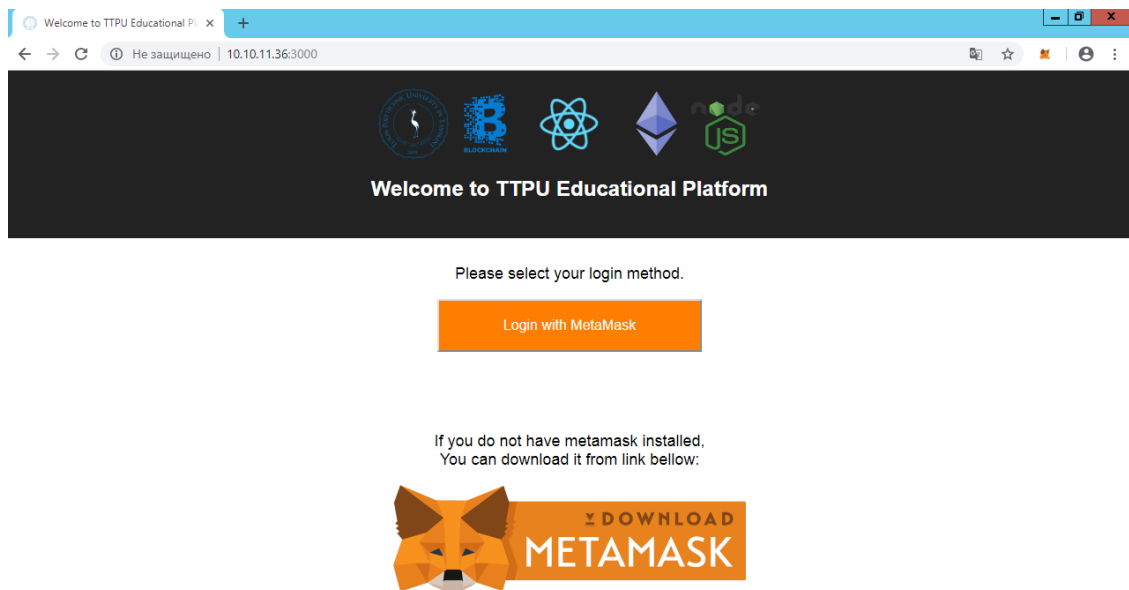 Welcome to TTPU Educational Pl
Не защищено | 10.10.11.36:3000
BLOCKCHAIN
node
JS
Welcome to TTPU Educational Platform
Please select your login method.
Login with MetaMask
If you do not have metamask installed,
You can download it from link bellow:
DOWNLOAD
METAMASK